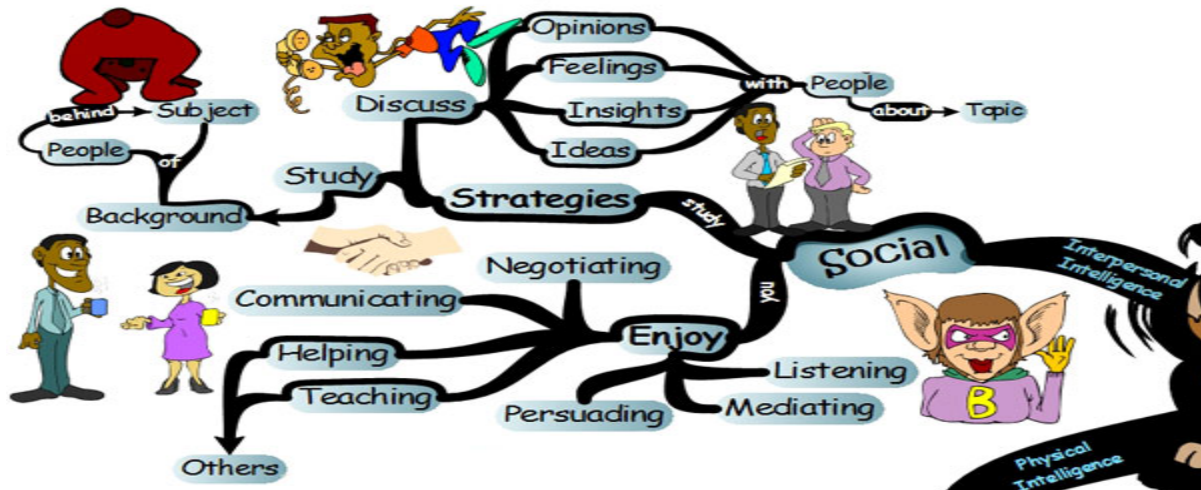 Opinions
Feelings
with
People
Discuss
Insights
about
Topic
behind
Subject
People
of
Ideas
Study
Strategies
study
Background
Social
Interpersonal
Intelligence
Negotiating
you
Communicating
Enjoy
Helping
Listening
Teaching
Persuading
Mediating
B
Others
Physical
Intelligence